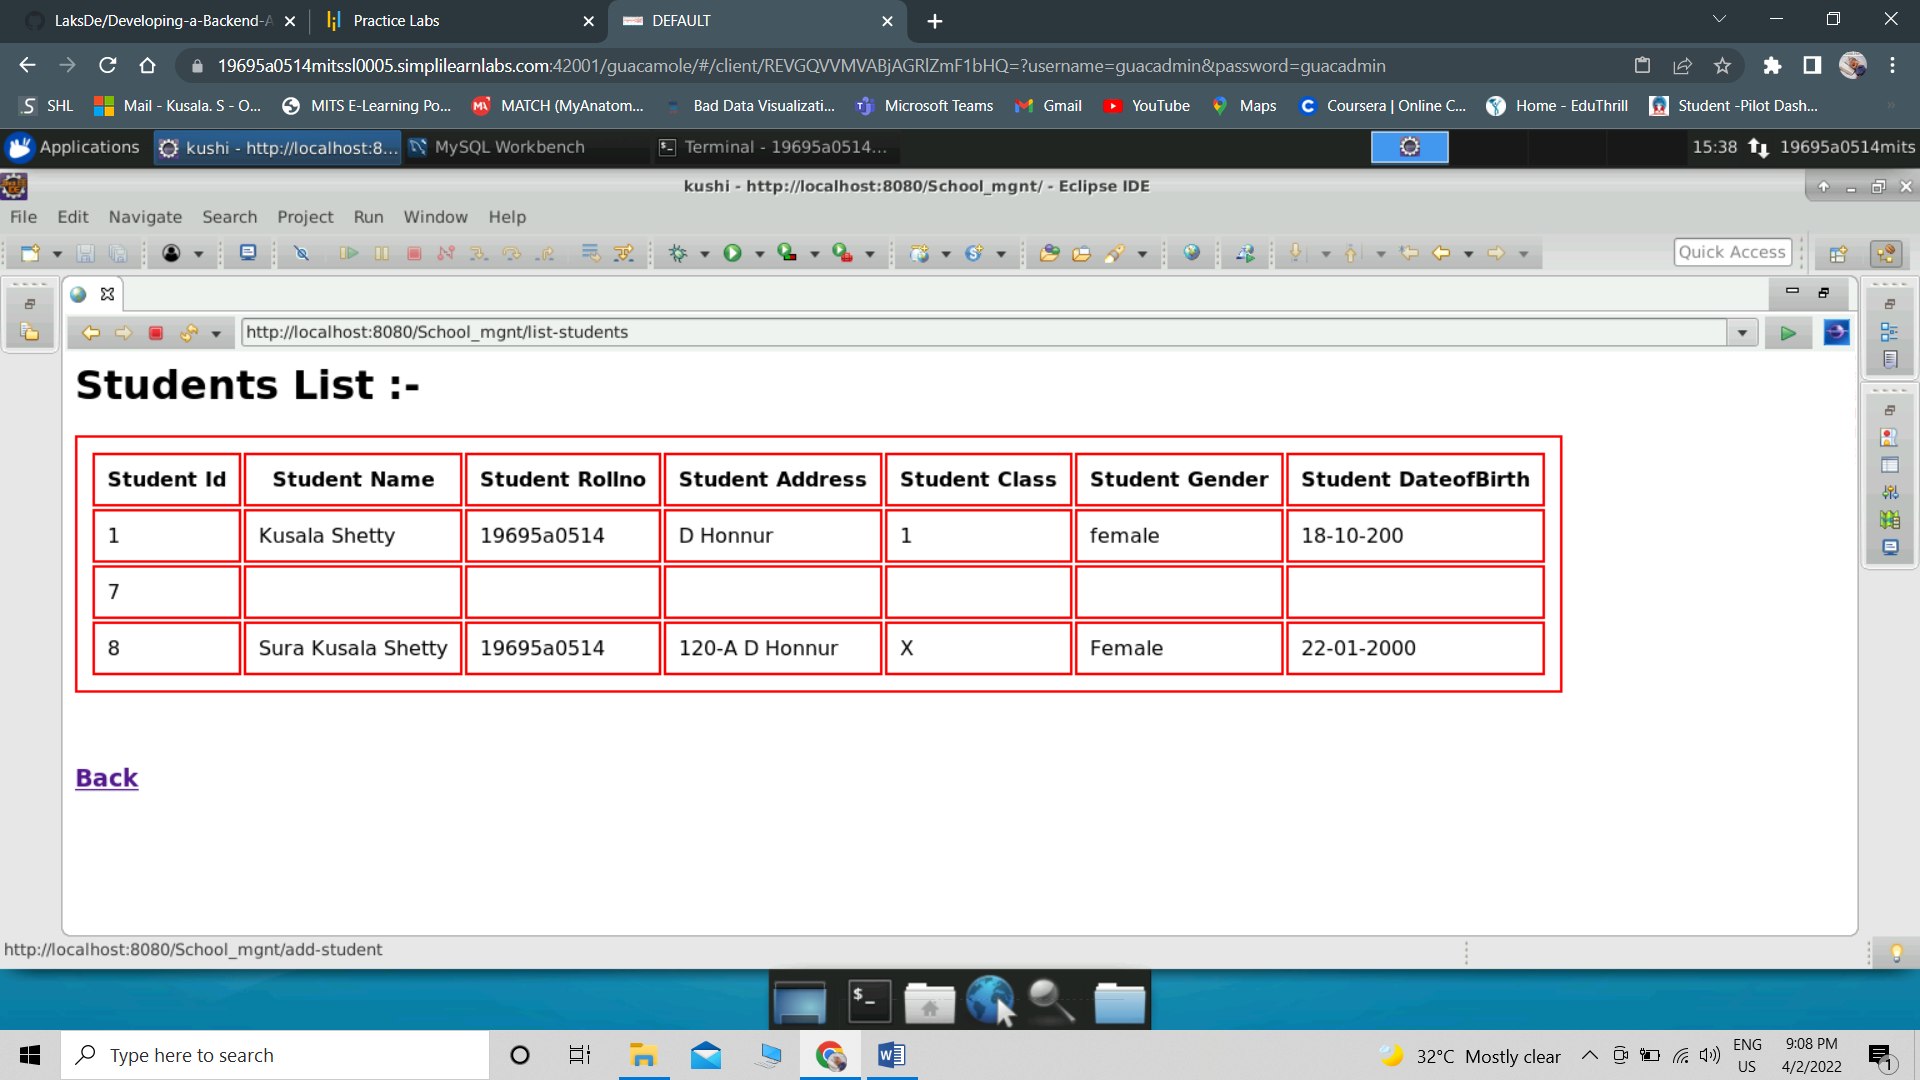 LaksDe/Developing-a-Backend-A
Practice Labs
DEFAULT
19695a0514mitssl0005.simplilearnlabs.com:42001/guacamole/#/client/REVGQVVMVABjAGRlZmF1bHQ=?username=guacadmin&password=guacadmin
SHL
Mail - Kusala. S - O...
MITS E-Learning Po...
MATCH (MyAnatom...
Bad Data Visualizati...
Microsoft Teams
Gmail
YouTube
Maps
Coursera | Online C...
Home - EduThrill
Student -Pilot Dash...
Applications
kushi - http://localhost:8...
MySQL Workbench
Terminal - 19695a0514...
15:38
19695a0514mits
kushi - http://localhost:8080/School_mgnt/ - Eclipse IDE
File Edit Navigate Search Project Run Window Help
Quick Access
http://localhost:8080/School_mgnt/list-students
Students List :-
Student Id Student Name Student Rollno Student Address Student Class Student Gender Student DateofBirth
1 Kusala Shetty 19695a0514 D Honnur 1 female 18-10-200
7
8 Sura Kusala Shetty 19695a0514 120-A D Honnur X Female 22-01-2000
Back
http://localhost:8080/School_mgnt/add-student
Type here to search
32°C Mostly clear
ENG
US
9:08 PM
4/2/2022
1